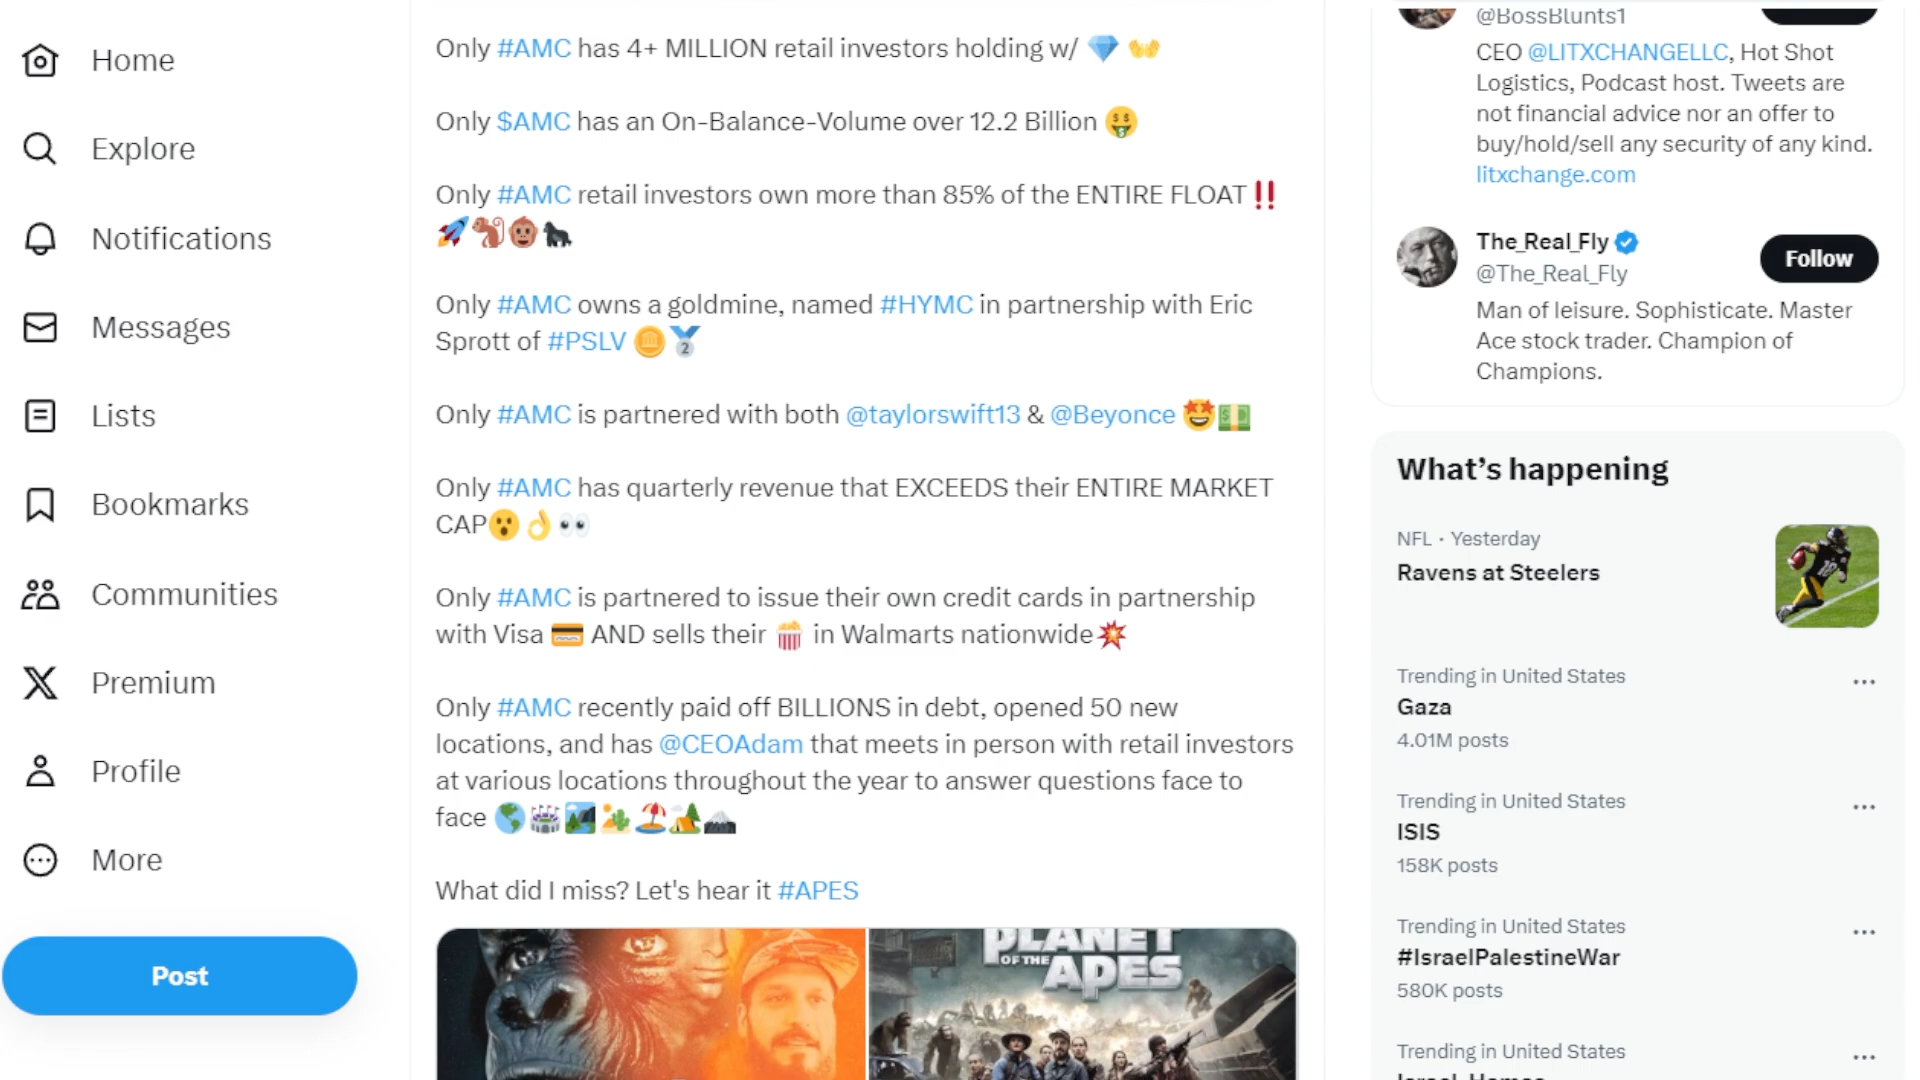 Home
Explore
Notifications
Messages
Lists
Bookmarks
Communities
Premium
Profile
More
Post
Only #AMC has 4+ MILLION retail investors holding w/ 💎 👐
Only $AMC has an On-Balance-Volume over 12.2 Billion 🤑
Only #AMC retail investors own more than 85% of the ENTIRE FLOAT‼️
🚀🐒🐵🦍
Only #AMC owns a goldmine, named #HYMC in partnership with Eric
Sprott of #PSLV 🪙🥈
Only #AMC is partnered with both @taylorswift13 & @Beyonce 🤩💵
Only #AMC has quarterly revenue that EXCEEDS their ENTIRE MARKET
CAP😮👌👀
Only #AMC is partnered to issue their own credit cards in partnership
with Visa 💳 AND sells their 🍿 in Walmarts nationwide💥
Only #AMC recently paid off BILLIONS in debt, opened 50 new
locations, and has @CEOAdam that meets in person with retail investors
at various locations throughout the year to answer questions face to
face 🌎🏟️🏞️🏜️🏖️🏕️🏔️
What did I miss? Let's hear it #APES
PLANET
OF THE
APES
@BossBlunts1
CEO @LITXCHANGELLC, Hot Shot
Logistics, Podcast host. Tweets are
not financial advice nor an offer to
buy/hold/sell any security of any kind.
litxchange.com
The_Real_Fly
@The_Real_Fly
Follow
Man of leisure. Sophisticate. Master
Ace stock trader. Champion of
Champions.
What's happening
NFL · Yesterday
Ravens at Steelers
Trending in United States
Gaza
4.01M posts
Trending in United States
ISIS
158K posts
Trending in United States
#IsraelPalestineWar
580K posts
Trending in United States